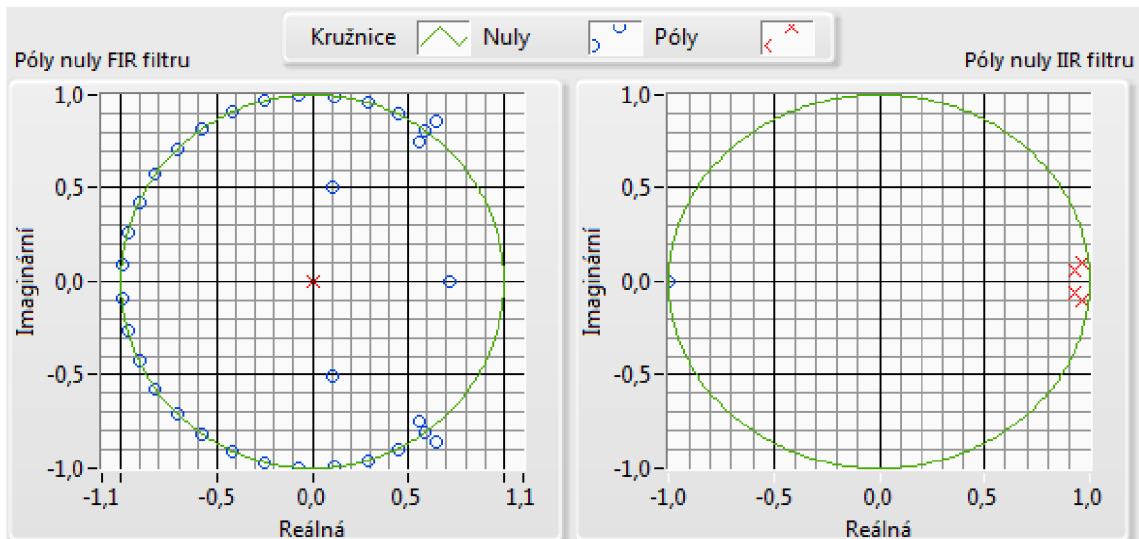 Kružnice Nuly Póly
Póly nuly FIR filtru
Póly nuly IIR filtru
Imaginární
1,0
0,5
0,0
-0,5
-1,0
-1,1 -0,5 0,0 0,5 1,1
Reálná
Imaginární
1,0
0,5
0,0
-0,5
-1,0
-1,0 -0,5 0,0 0,5 1,0
Reálná